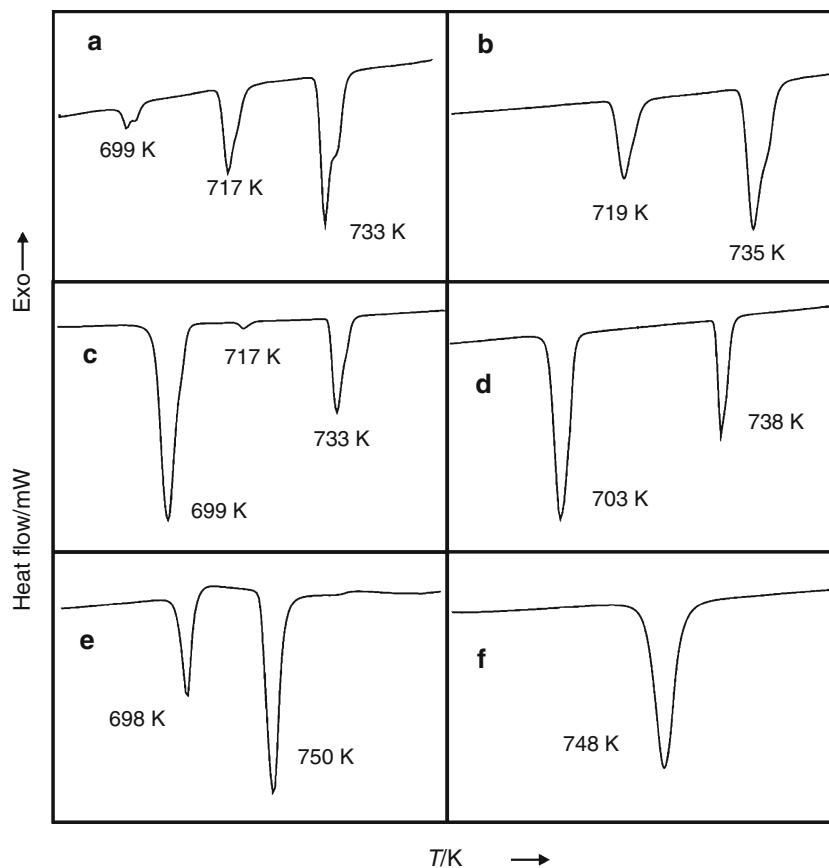 a
699 K
717 K
733 K
b
719 K
735 K
c
699 K
717 K
733 K
d
703 K
738 K
e
698 K
750 K
f
748 K
Heat flow/mW
Exo
T/K